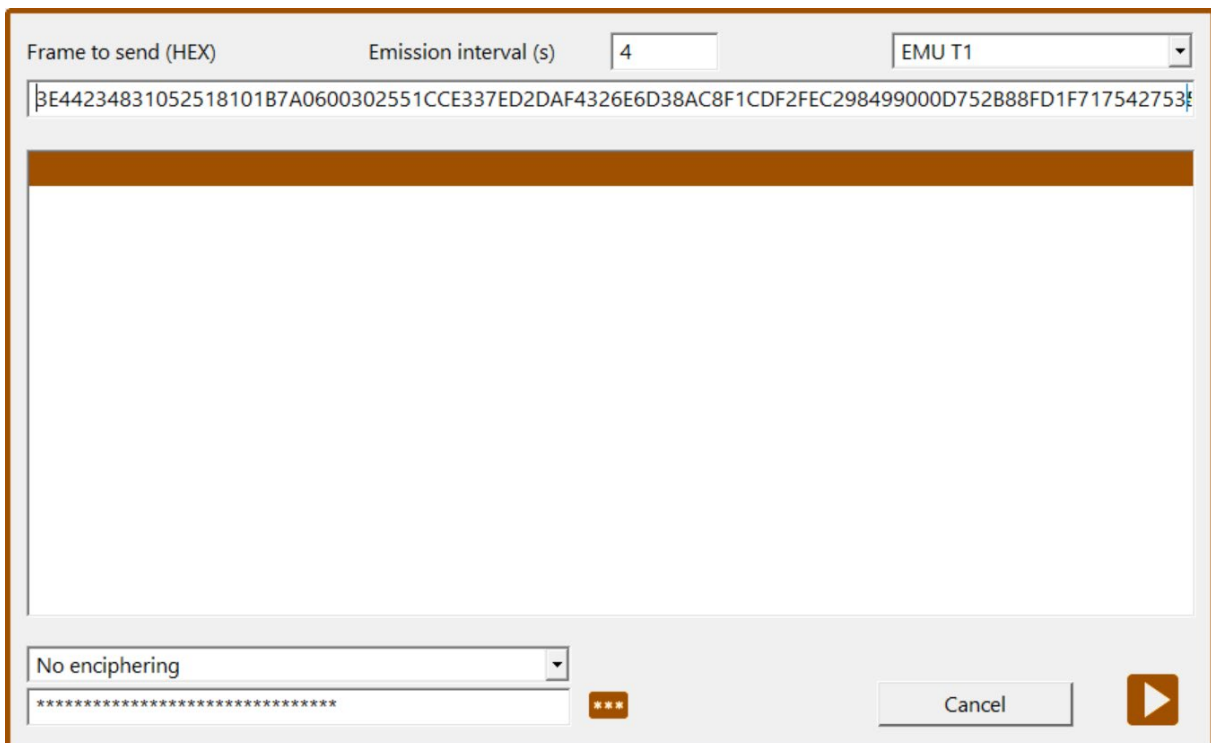 Frame to send (HEX) Emission interval (s) 4 EMU T1
3E44234831052518101B7A0600302551CCE337ED2DAF4326E6D38AC8F1CDF2FEC298499000D752B88FD1F717542753
No enciphering
******************************** ***
Cancel